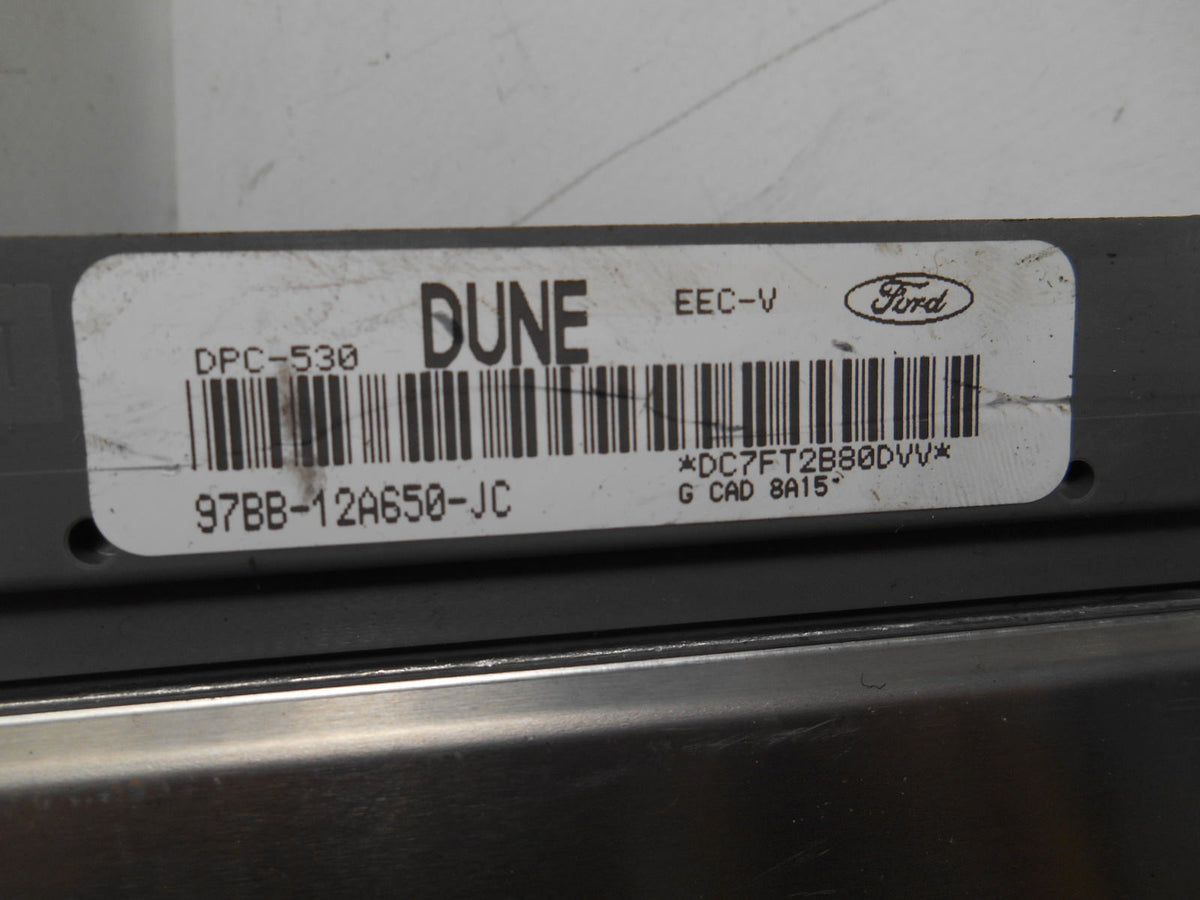 DUNE EEC-V Ford
DPC-530
*DC7FT2B80DVV*
97BB-12A650-JC G CAD 8A15